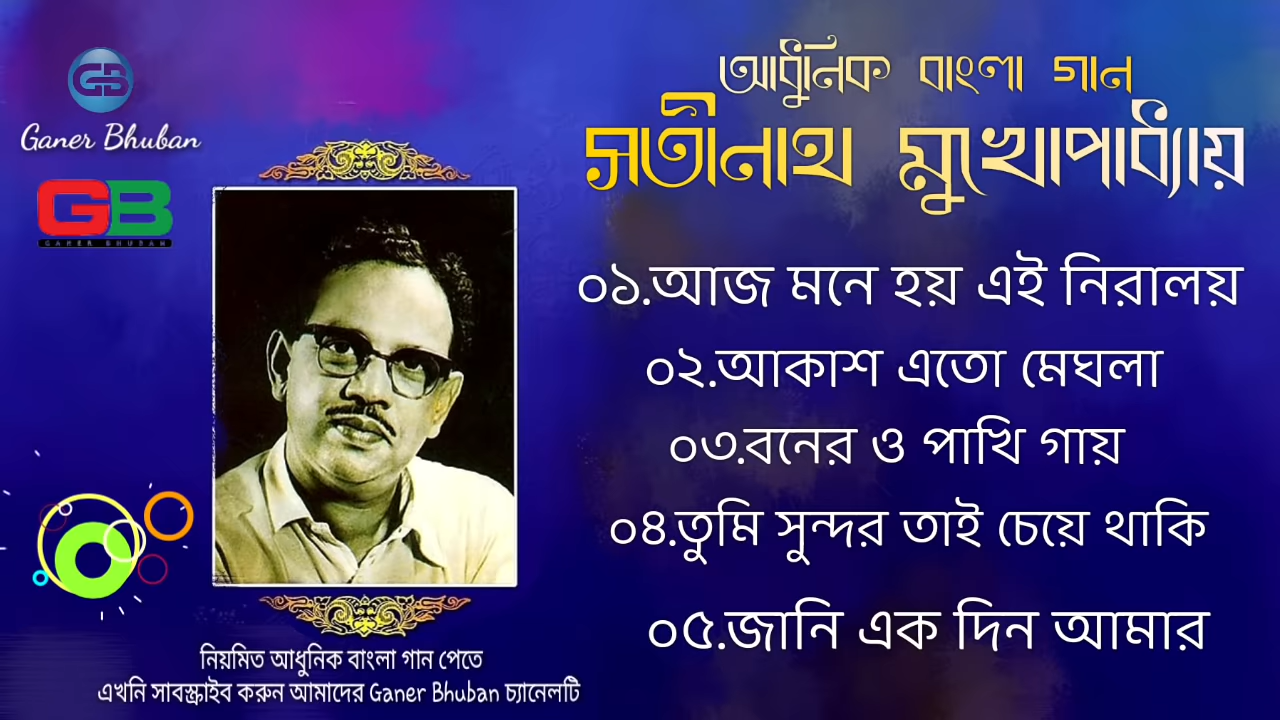 GB
Ganer Bhuban
GB
GANER BHUBAN
আধুনিক বাংলা গান
সতীনাথ মুখোপাধ্যায়
০১.আজ মনে হয় এই নিরালয়
০২.আকাশ এতো মেঘলা
০৩.বনের ও পাখি গায়
০৪.তুমি সুন্দর তাই চেয়ে থাকি
০৫.জানি এক দিন আমার
নিয়মিত আধুনিক বাংলা গান পেতে
এখনি সাবস্ক্রাইব করুন আমাদের Ganer Bhuban চ্যানেলটি